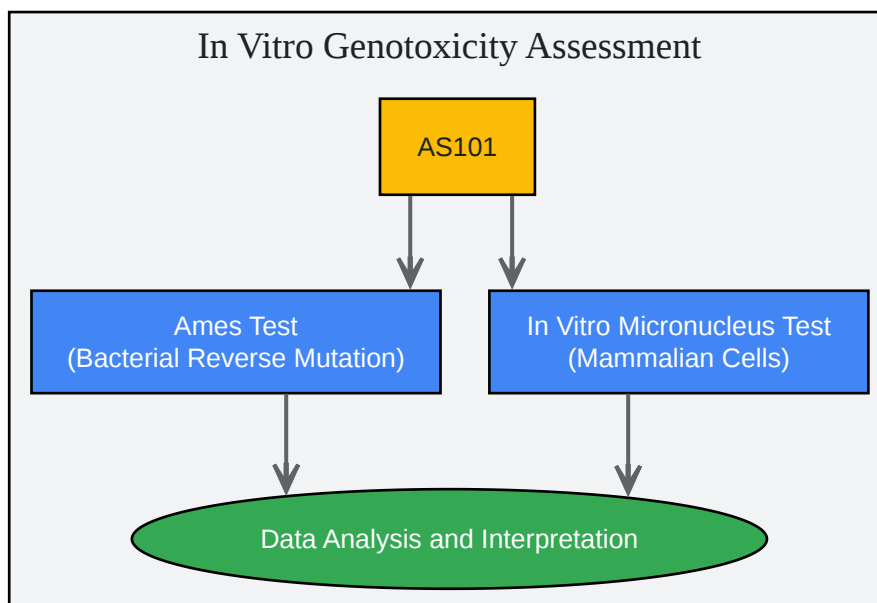 In Vitro Genotoxicity Assessment
AS101
Ames Test
(Bacterial Reverse Mutation)
In Vitro Micronucleus Test
(Mammalian Cells)
Data Analysis and Interpretation